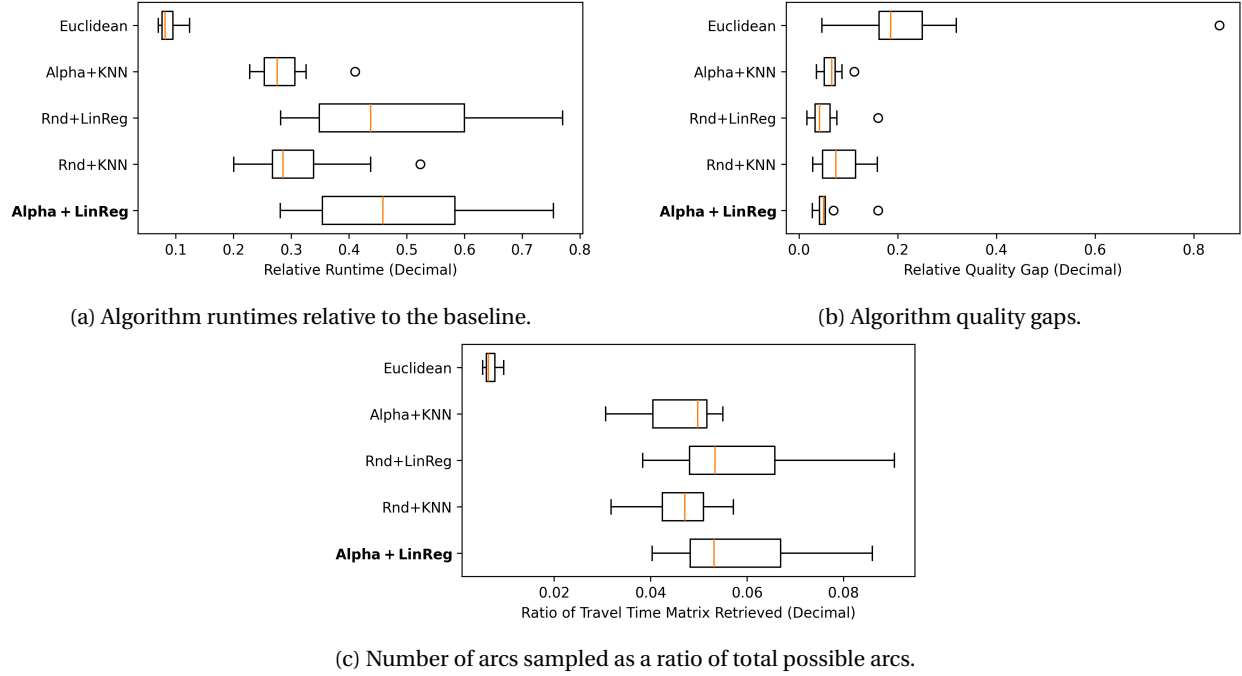 Euclidean
Alpha+KNN
Rnd+LinReg
Rnd+KNN
Alpha + LinReg
0.1 0.2 0.3 0.4 0.5 0.6 0.7 0.8
Relative Runtime (Decimal)
(a) Algorithm runtimes relative to the baseline.
Euclidean
Alpha+KNN
Rnd+LinReg
Rnd+KNN
Alpha + LinReg
0.0 0.2 0.4 0.6 0.8
Relative Quality Gap (Decimal)
(b) Algorithm quality gaps.
Euclidean
Alpha+KNN
Rnd+LinReg
Rnd+KNN
Alpha + LinReg
0.02 0.04 0.06 0.08
Ratio of Travel Time Matrix Retrieved (Decimal)
(c) Number of arcs sampled as a ratio of total possible arcs.